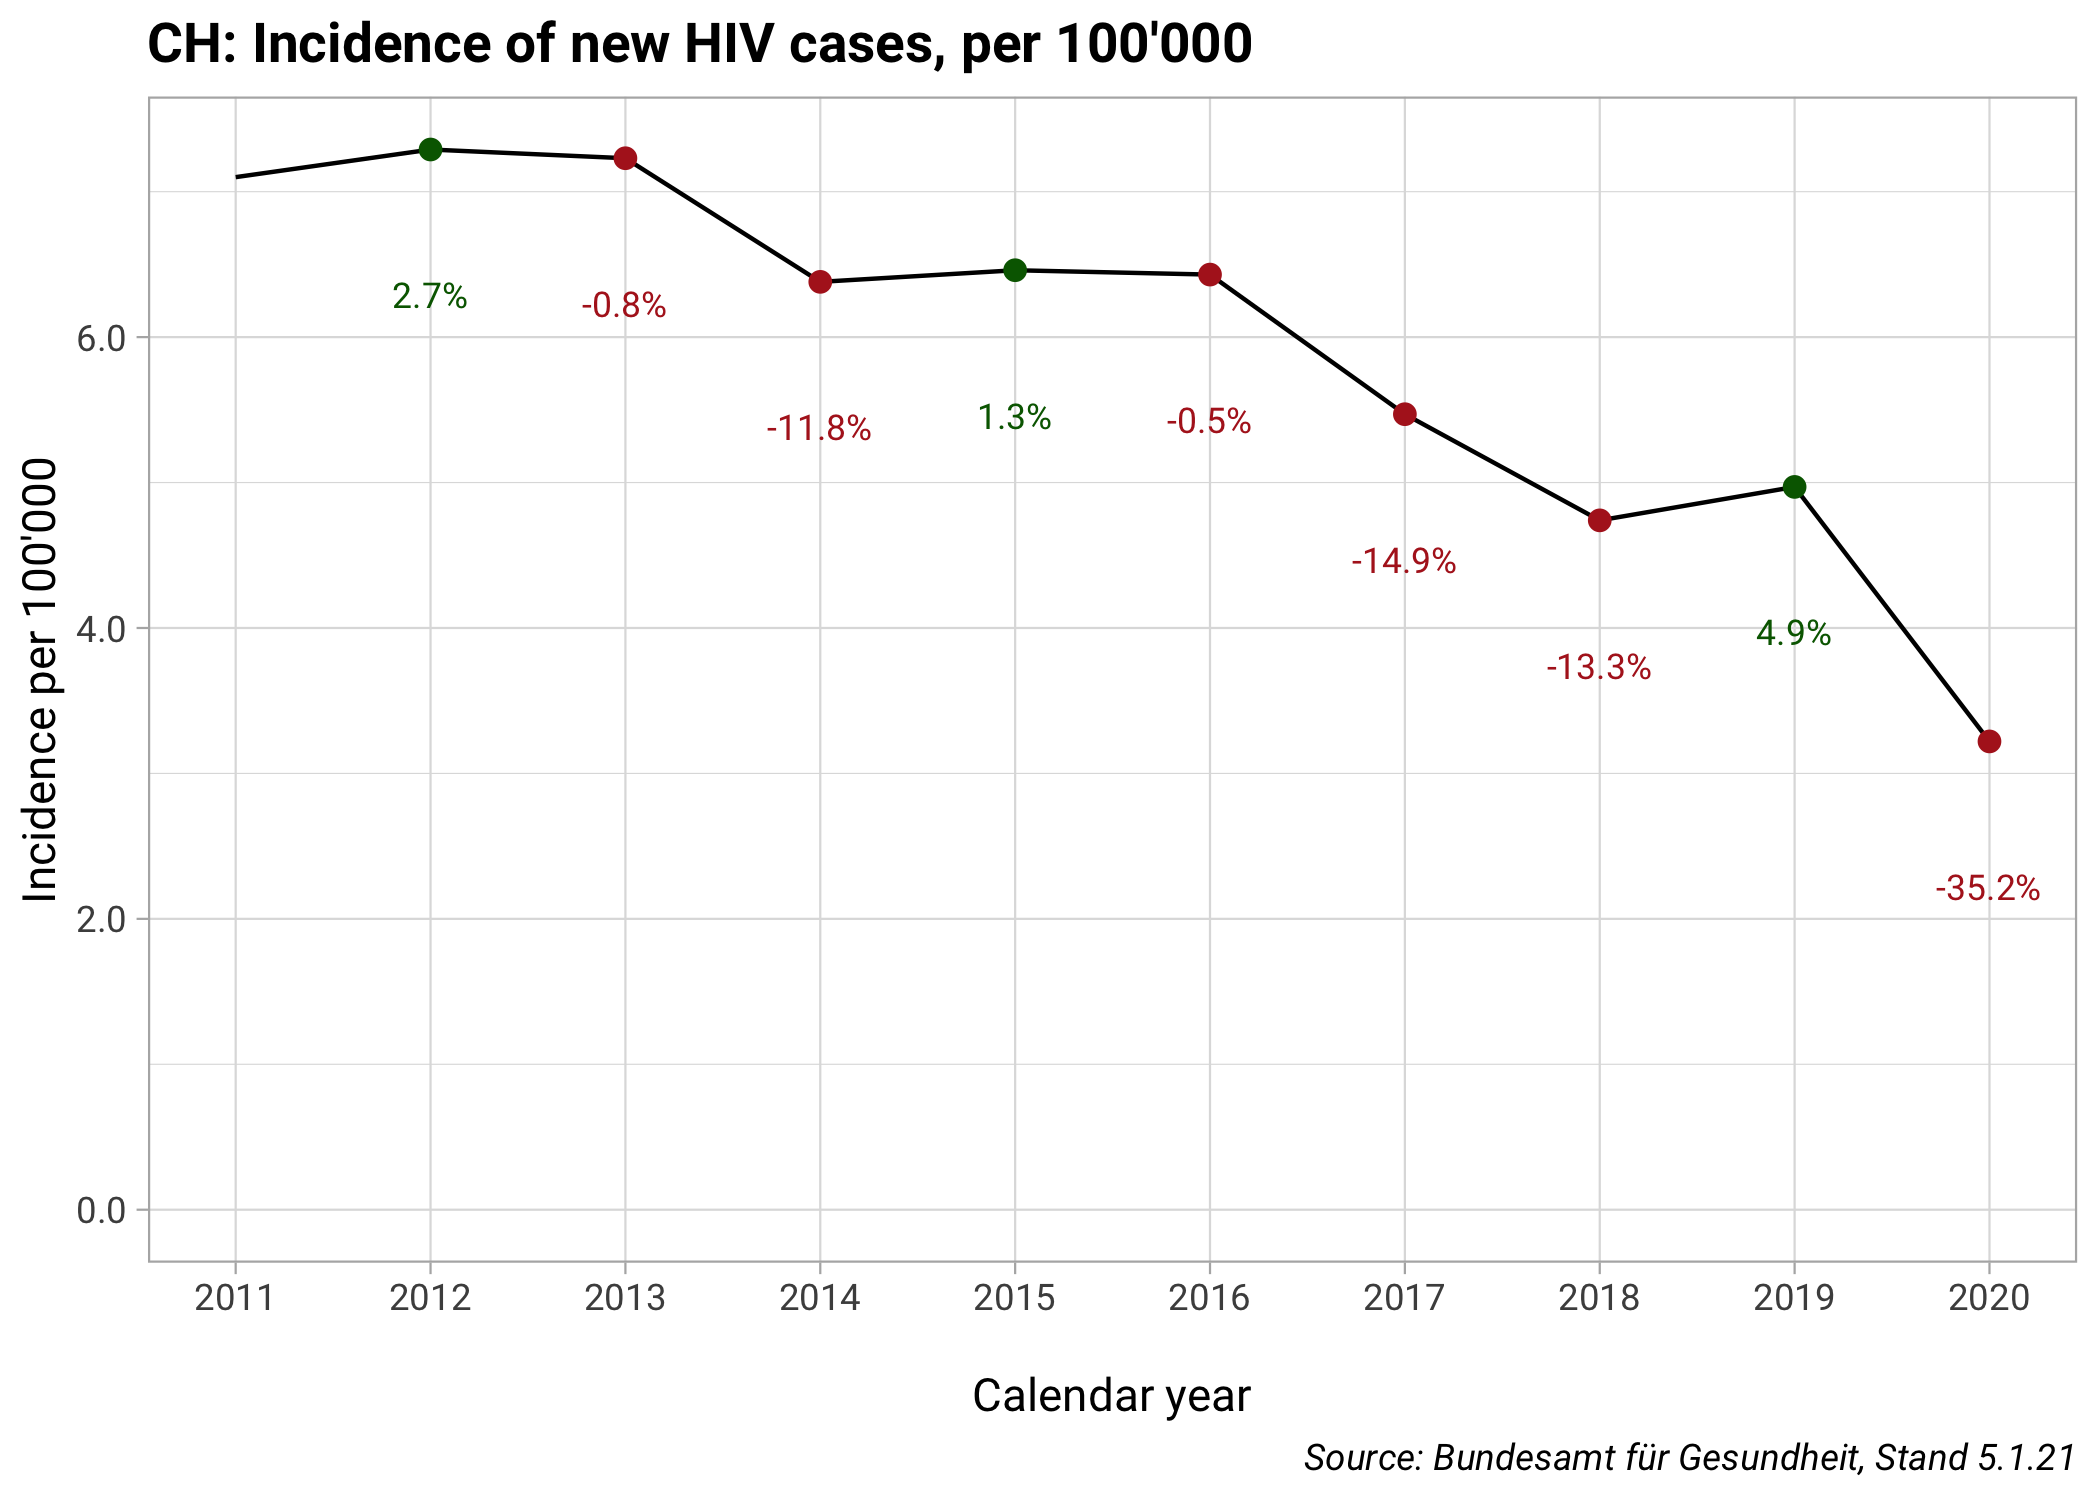 CH: Incidence of new HIV cases, per 100'000
Incidence per 100'000
6.0
4.0
2.0
0.0
2.7%
-0.8%
-11.8%
1.3%
-0.5%
-14.9%
-13.3%
4.9%
-35.2%
2011 2012 2013 2014 2015 2016 2017 2018 2019 2020
Calendar year
Source: Bundesamt für Gesundheit, Stand 5.1.21